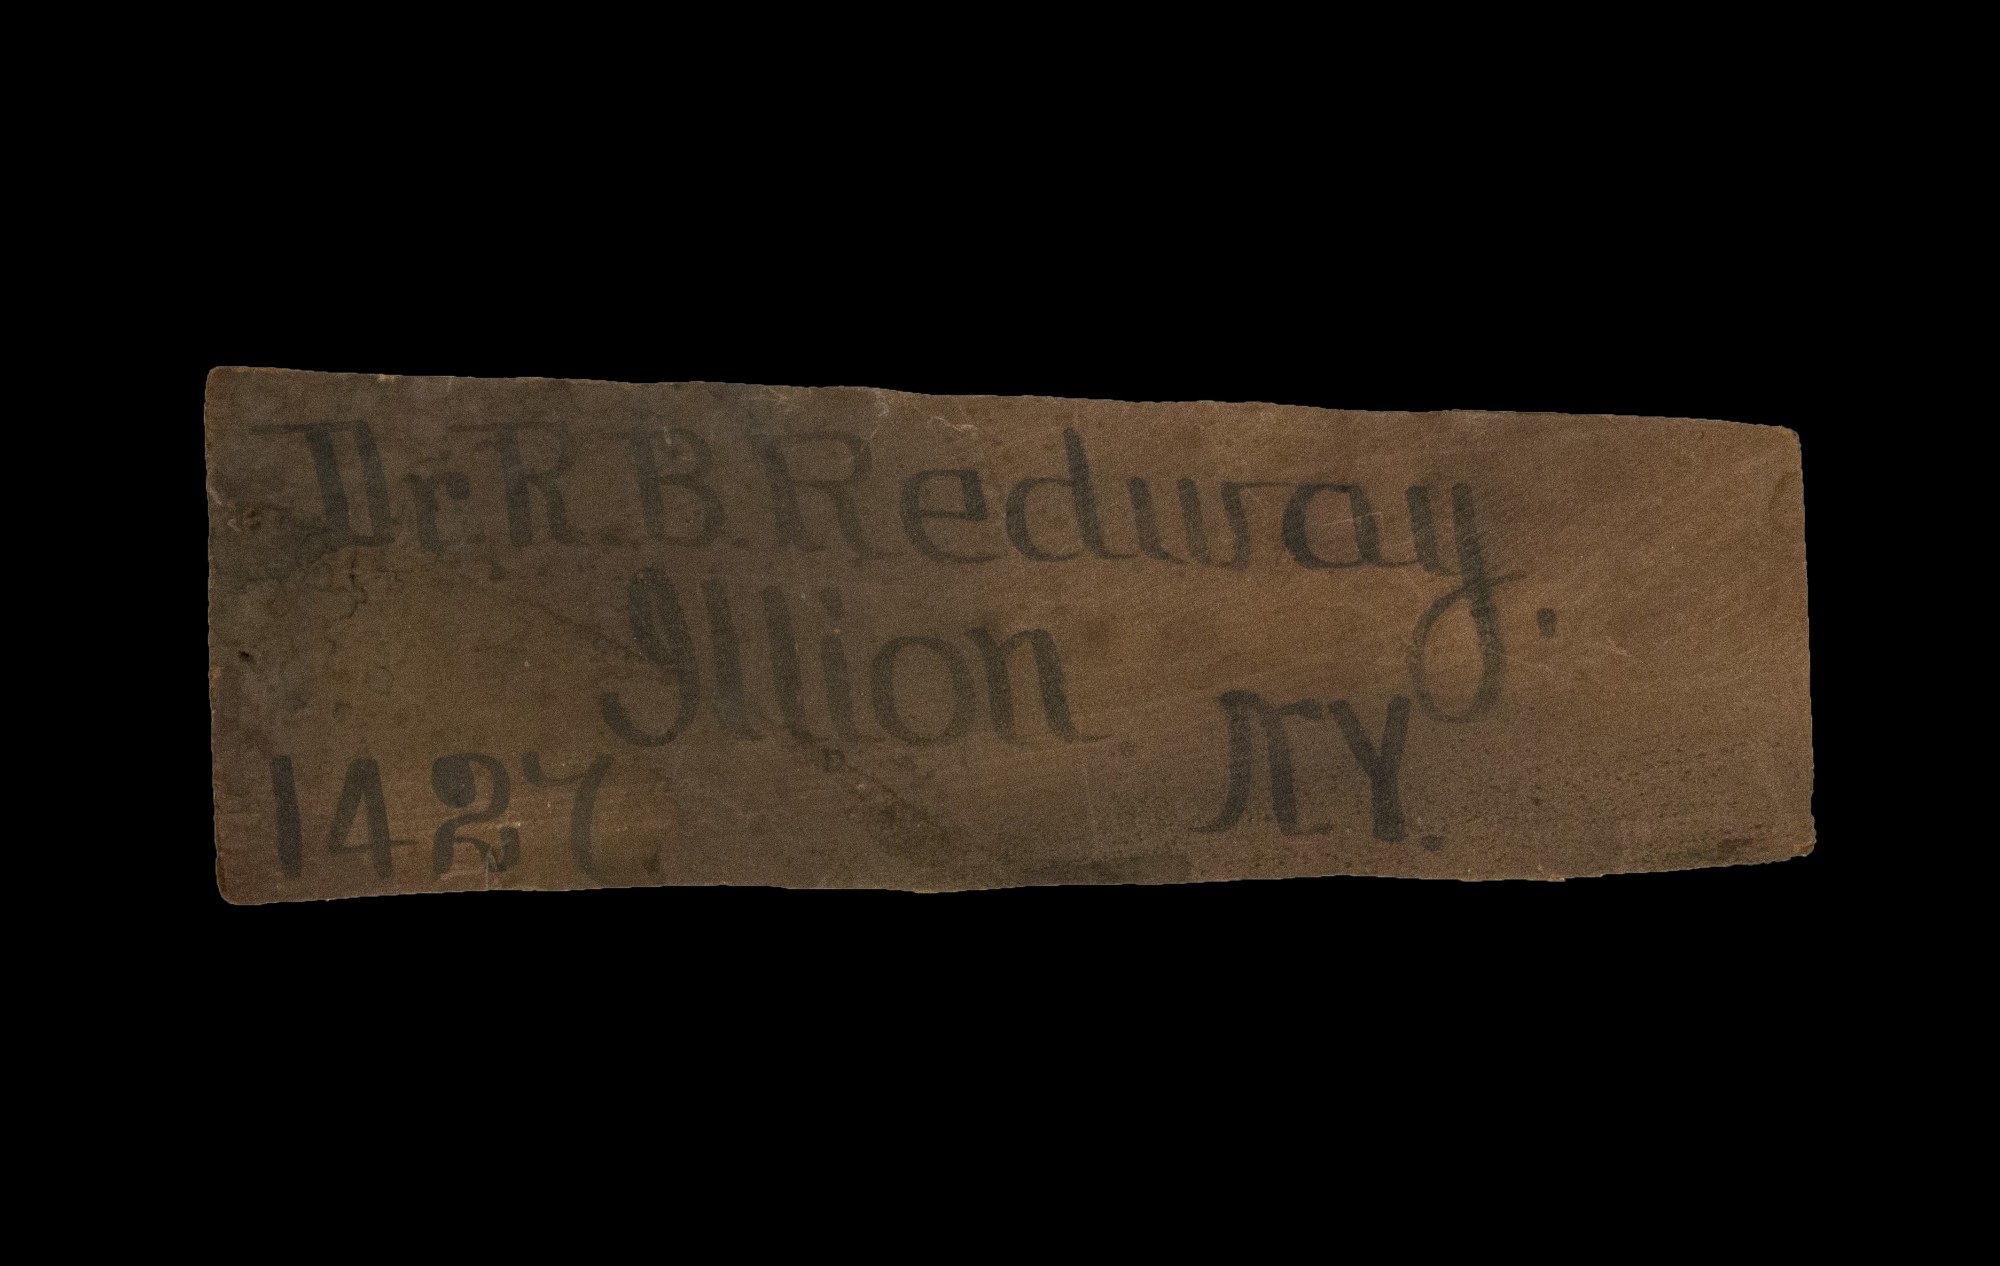 Dr. R. B. Redway.
Illion
N.Y.
1427